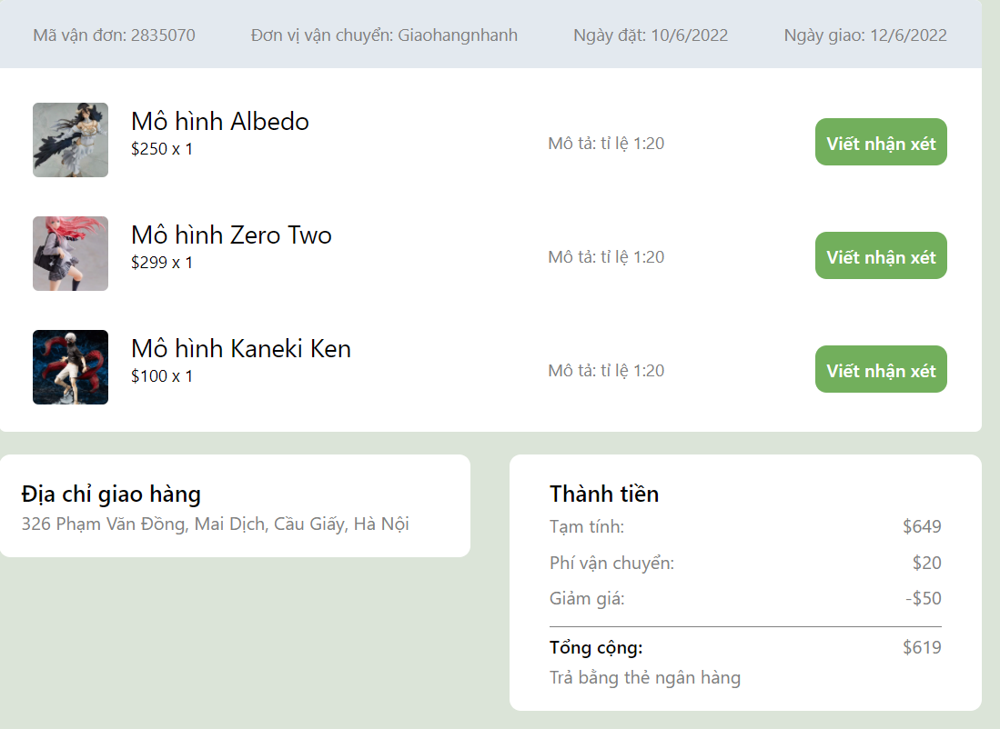 Mã vận đơn: 2835070 Đơn vị vận chuyển: Giaohangnhanh Ngày đặt: 10/6/2022 Ngày giao: 12/6/2022
Mô hình Albedo
$250 x 1
Mô tả: tỉ lệ 1:20
Viết nhận xét
Mô hình Zero Two
$299 x 1
Mô tả: tỉ lệ 1:20
Viết nhận xét
Mô hình Kaneki Ken
$100 x 1
Mô tả: tỉ lệ 1:20
Viết nhận xét
Địa chỉ giao hàng
326 Phạm Văn Đồng, Mai Dịch, Cầu Giấy, Hà Nội
Thành tiền
Tạm tính: $649
Phí vận chuyển: $20
Giảm giá: -$50
Tổng cộng: $619
Trả bằng thẻ ngân hàng